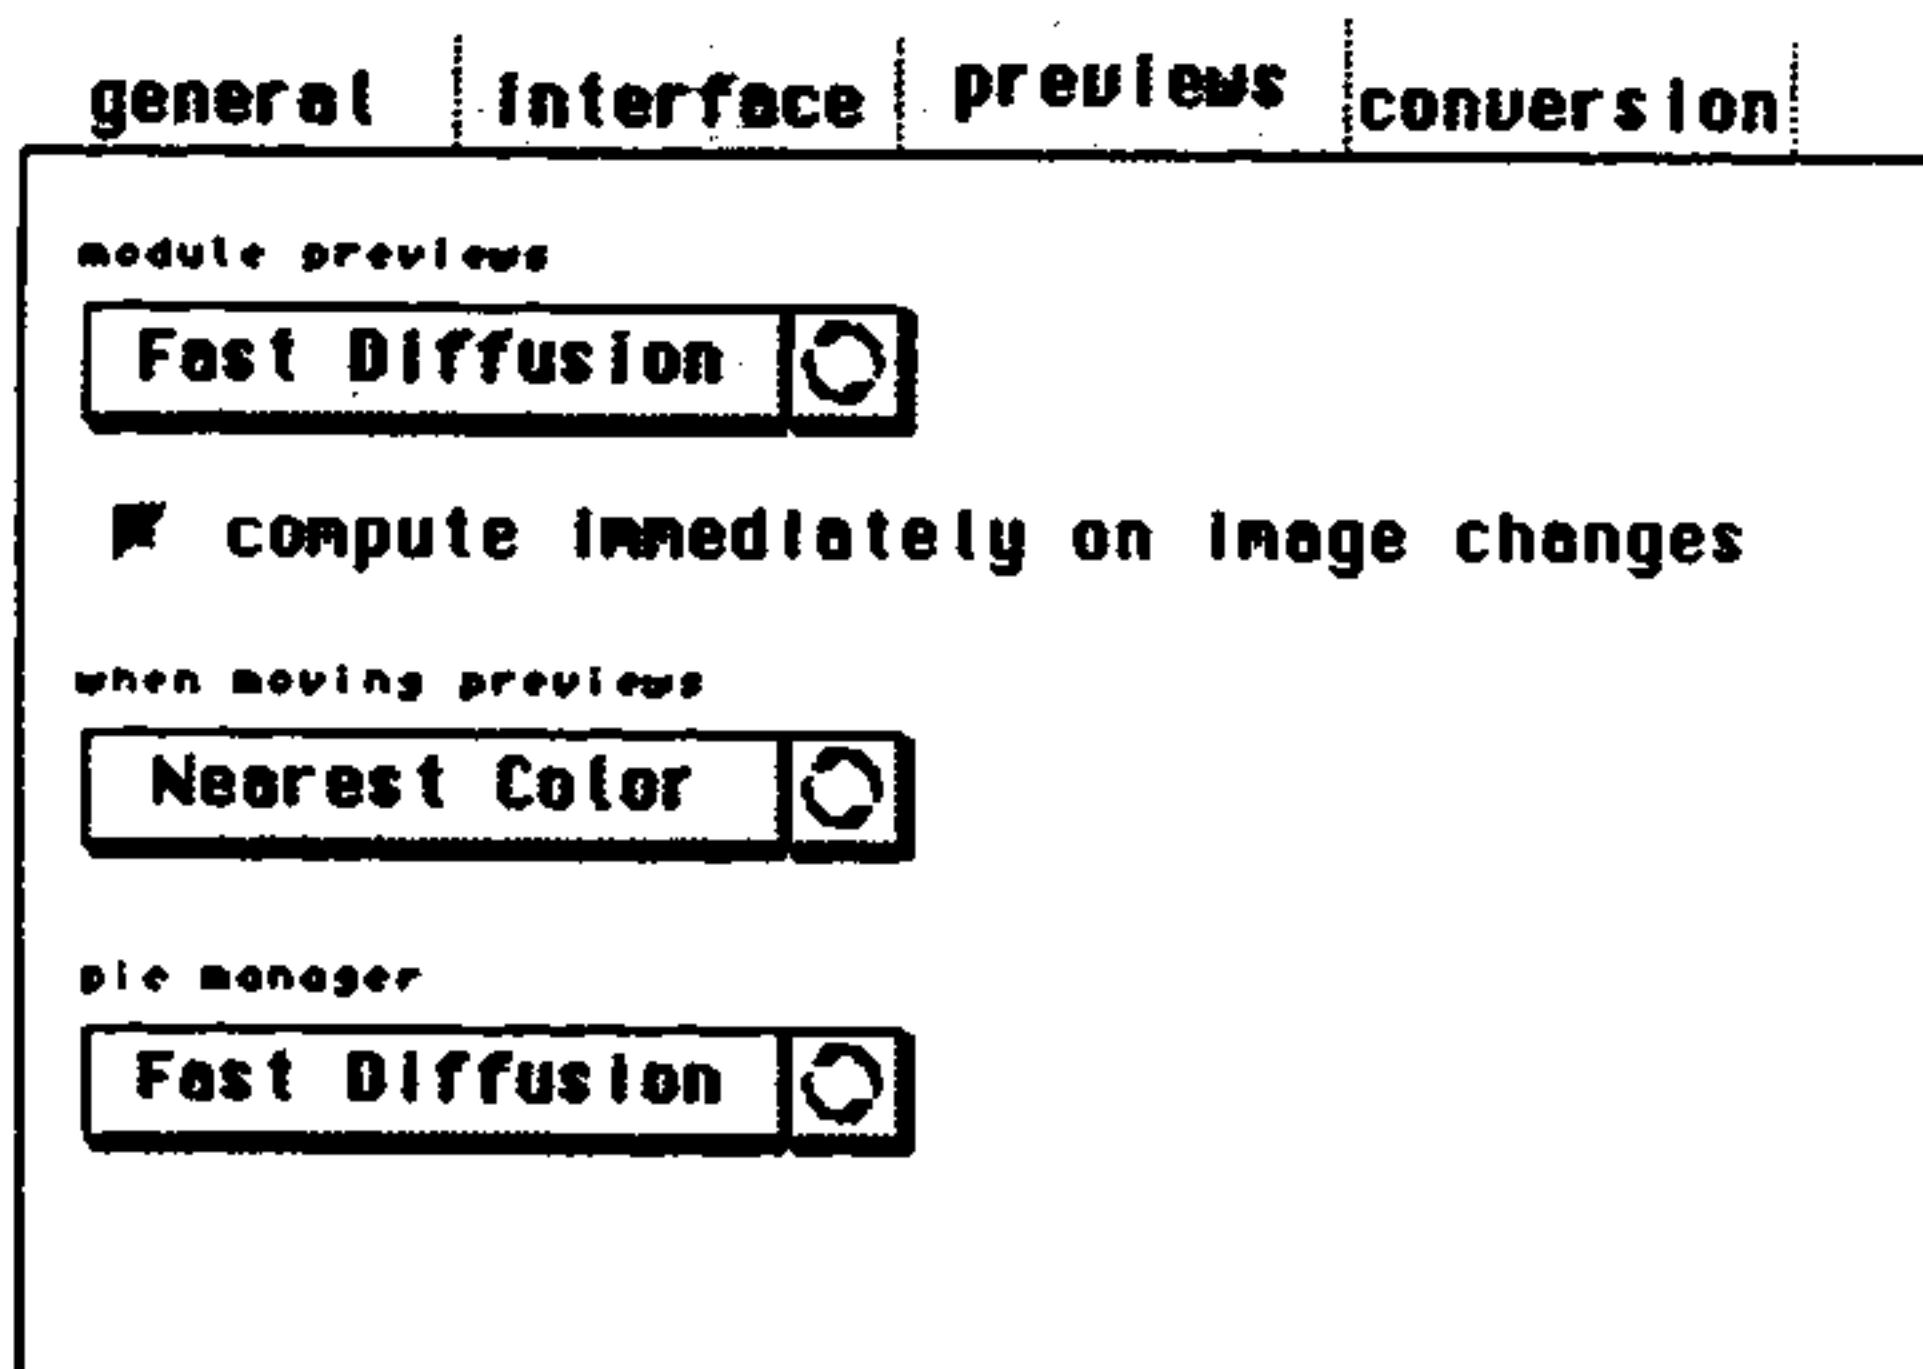 general interface previews conversion
module previews
Fast Diffusion
compute immediately on image changes
when moving previews
Nearest Color
pic manager
Fast Diffusion